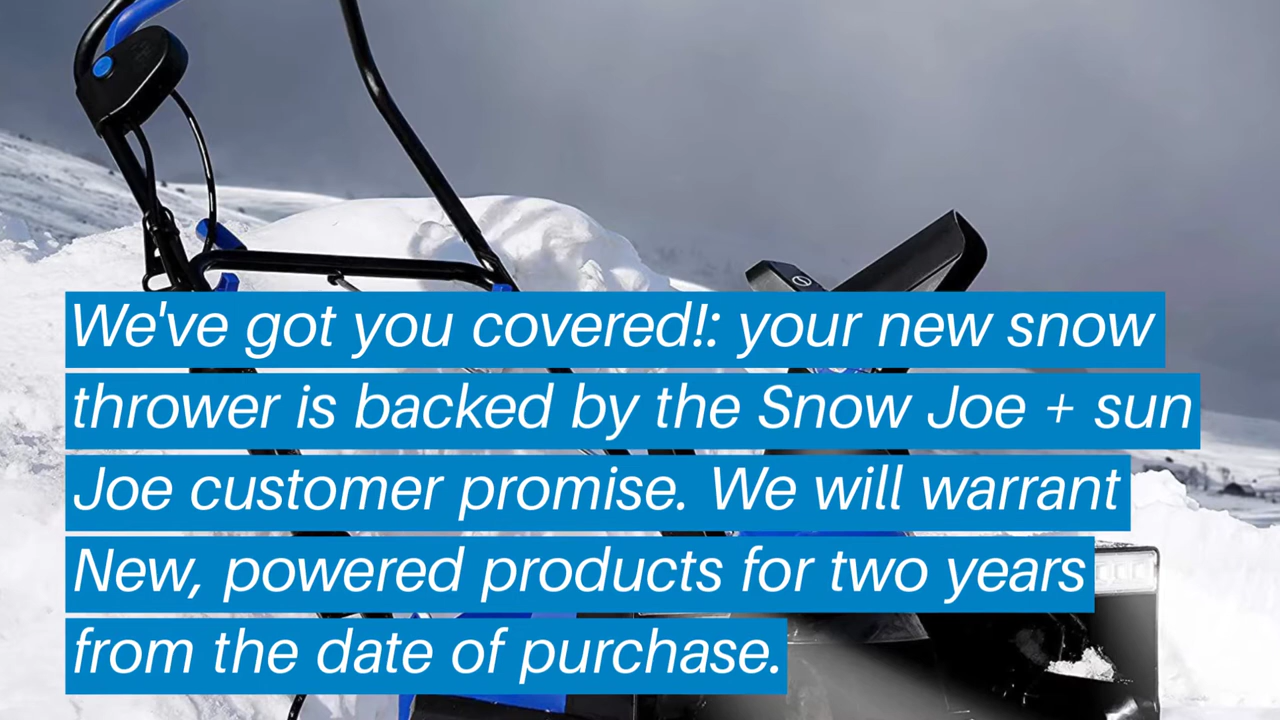 We've got you covered!: your new snow
thrower is backed by the Snow Joe + sun
Joe customer promise. We will warrant
New, powered products for two years
from the date of purchase.